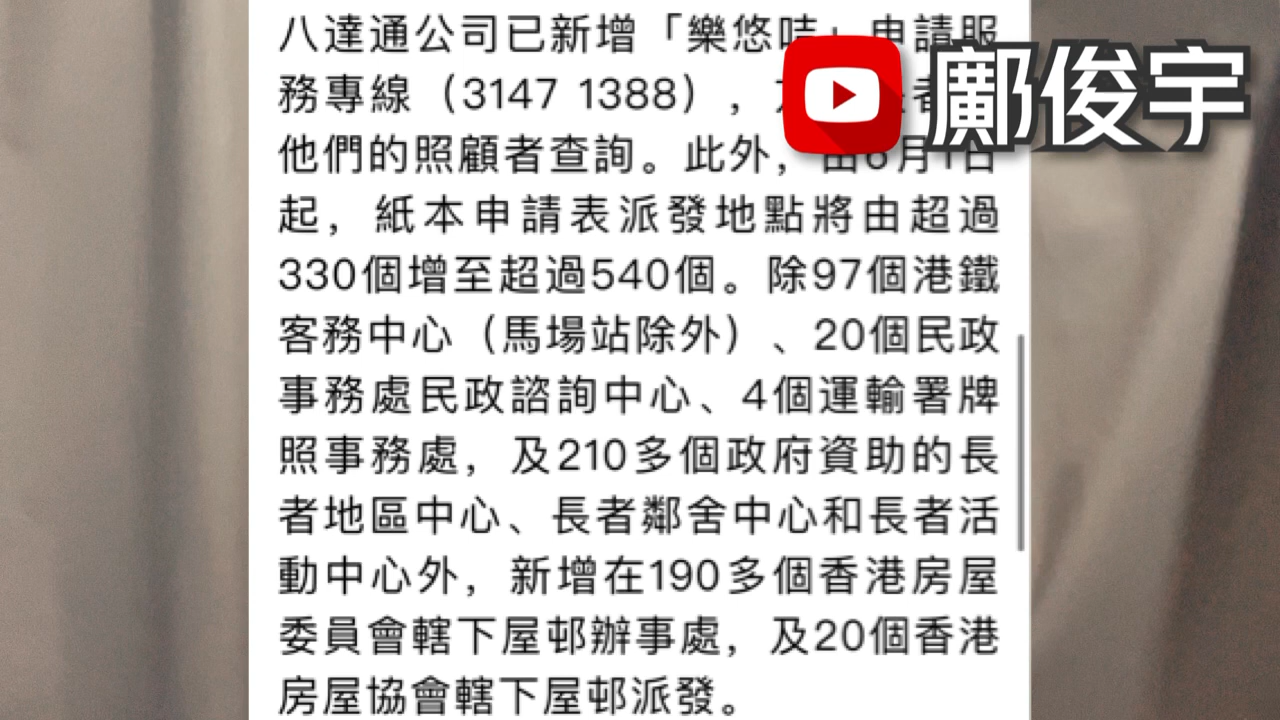 八達通公司已新增「樂悠咭」申請服
務專線（3147 1388），
他們的照顧者查詢。此外，由6月1日
起，紙本申請表派發地點將由超過
330個增至超過540個。除97個港鐵
客務中心（馬場站除外）、20個民政
事務處民政諮詢中心、4個運輸署牌
照事務處，及210多個政府資助的長
者地區中心、長者鄰舍中心和長者活
動中心外，新增在190多個香港房屋
委員會轄下屋邨辦事處，及20個香港
房屋協會轄下屋邨派發。
鄺俊宇